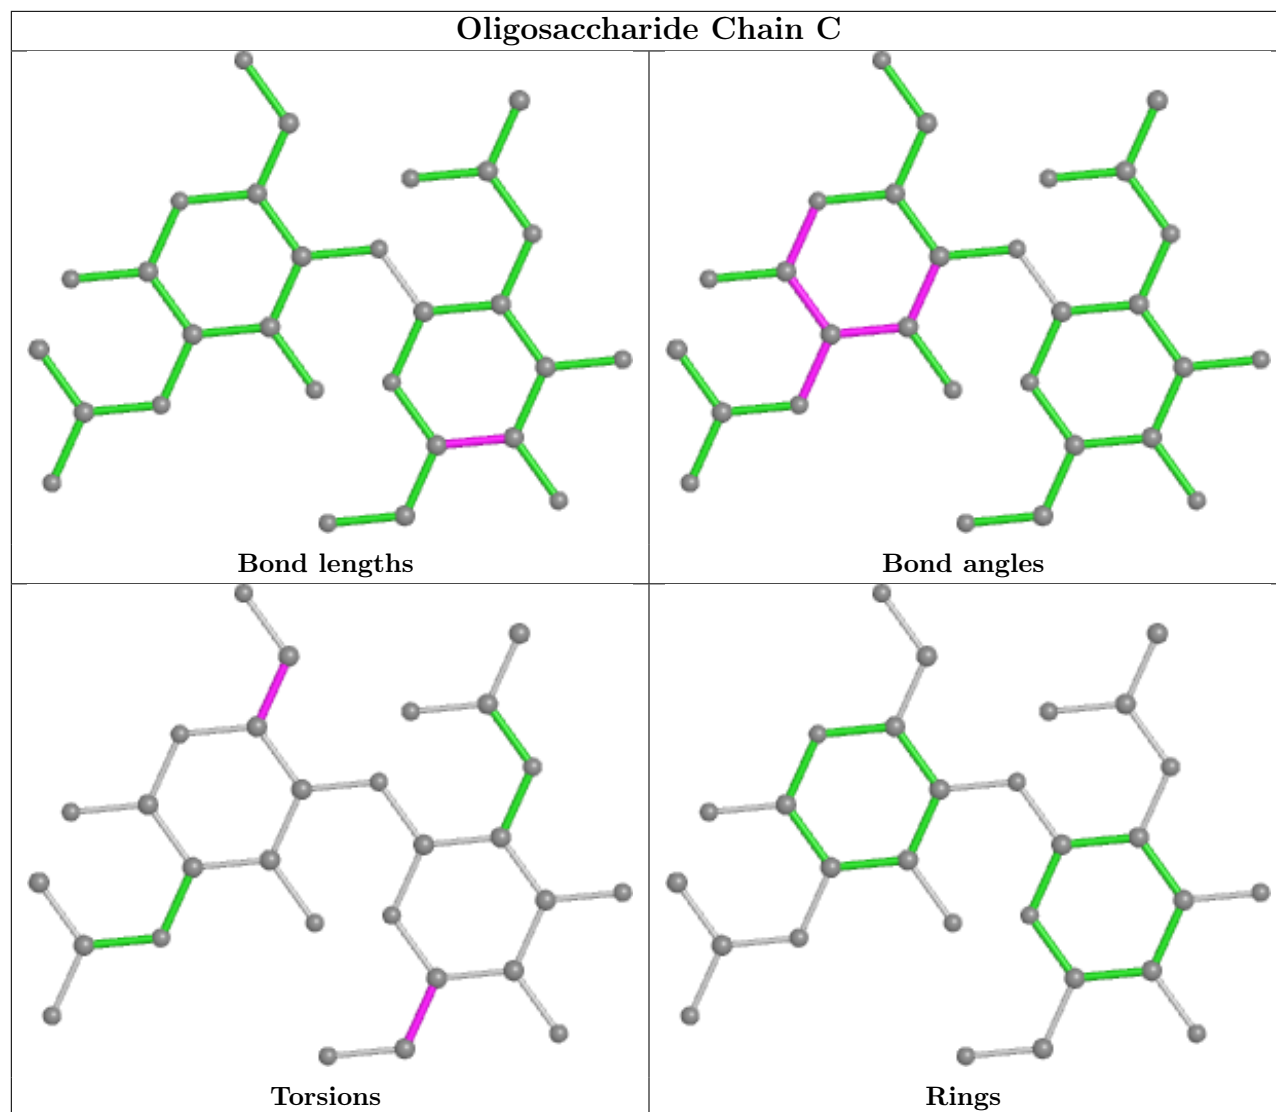 Oligosaccharide Chain C
Bond lengths
Bond angles
Torsions
Rings